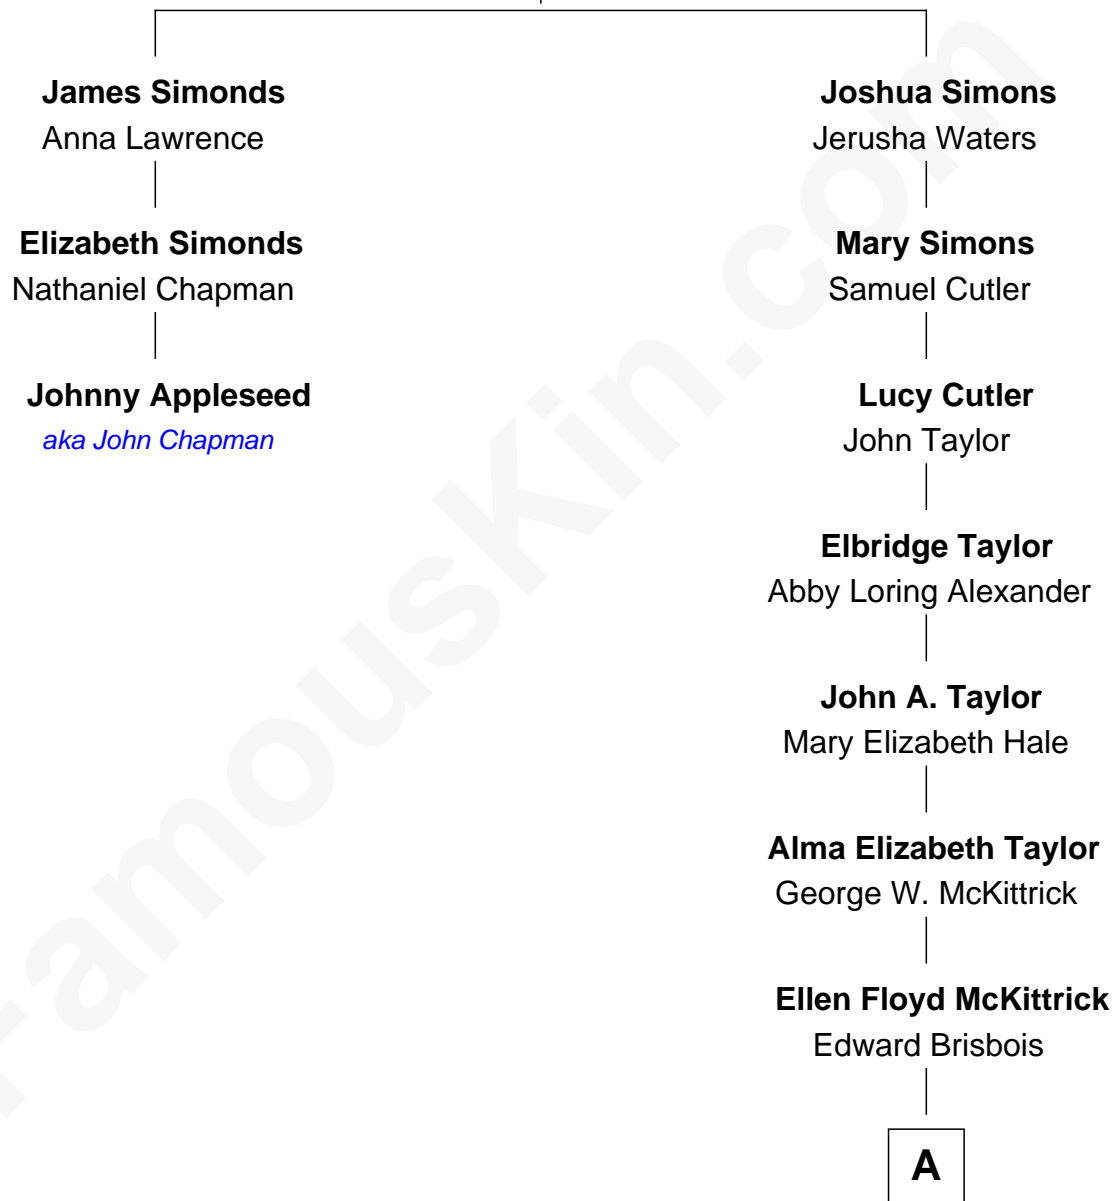 James Simonds
Anna Lawrence
Elizabeth Simonds
Nathaniel Chapman
Johnny Appleseed
aka John Chapman
Joshua Simons
Jerusha Waters
Mary Simons
Samuel Cutler
Lucy Cutler
John Taylor
Elbridge Taylor
Abby Loring Alexander
John A. Taylor
Mary Elizabeth Hale
Alma Elizabeth Taylor
George W. McKittrick
Ellen Floyd McKittrick
Edward Brisbois
A
FamousKin.com